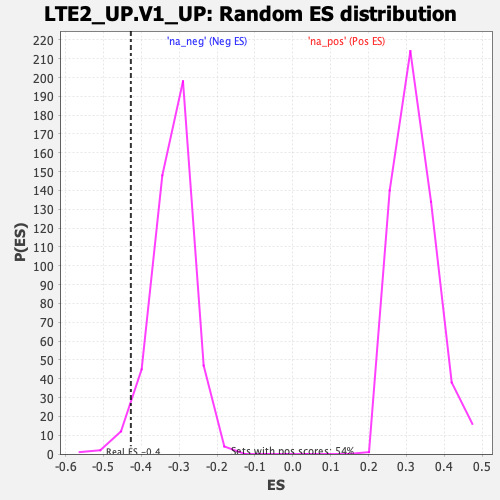 LTE2_UP.V1_UP: Random ES distribution
'na_neg' (Neg ES)
'na_pos' (Pos ES)
220
210
200
190
180
170
160
150
140
130
120
110
100
90
80
70
60
50
40
30
20
10
0
P(ES)
Real ES -0.4
Sets with pos scores: 54%
-0.6 -0.5 -0.4 -0.3 -0.2 -0.1 0.0 0.1 0.2 0.3 0.4 0.5
ES